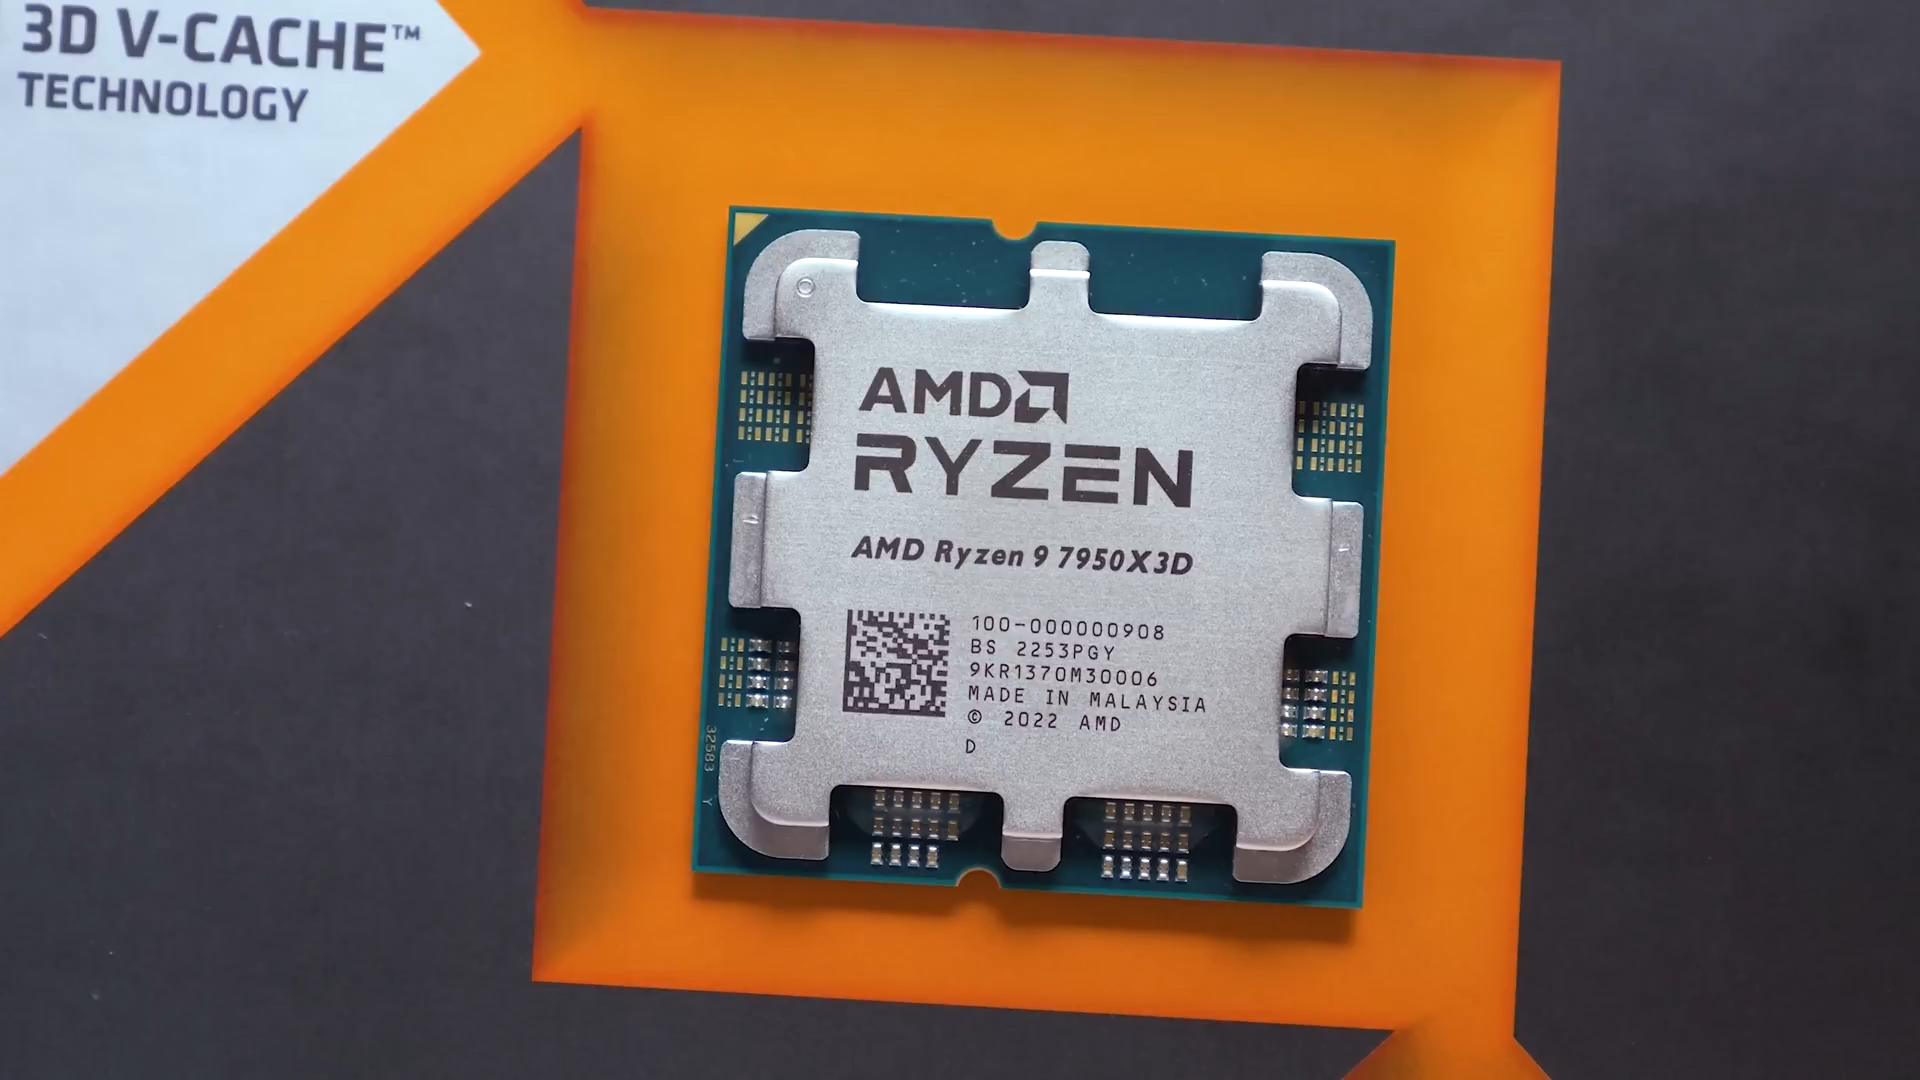 3D V-CACHE™
TECHNOLOGY
AMD
RYZEN
AMD Ryzen 9 7950X3D
100-000000908
BS 2253PGY
9KR1370M30006
MADE IN MALAYSIA
© 2022 AMD
D
32583 Y